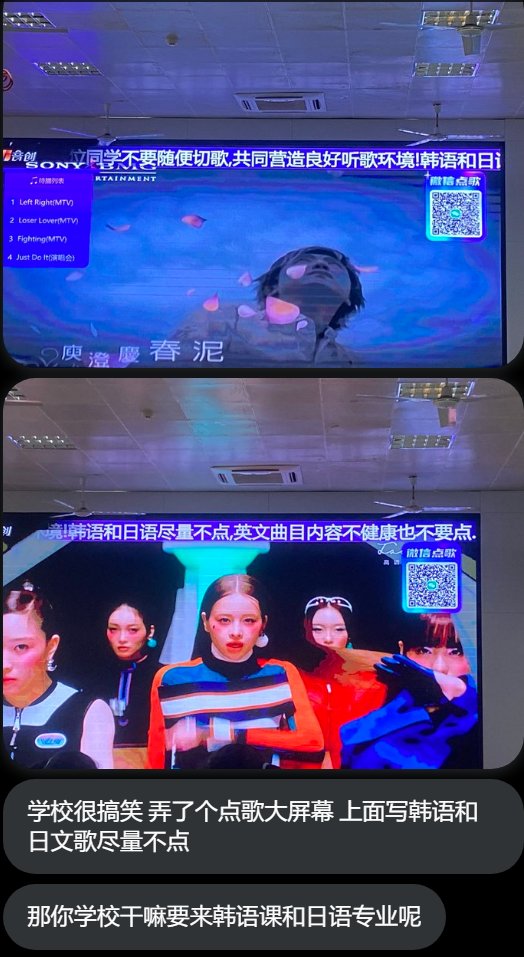 音创
位同学不要随便切歌,共同营造良好听歌环境!韩语和日语
SONY BMG
ENTERTAINMENT
待播列表
微信点歌
1 Left Right(MTV)
2 Loser Lover(MTV)
3 Fighting(MTV)
4 Just Do It(演唱会)
庾澄慶 春泥
创
环境!韩语和日语尽量不点,英文曲目内容不健康也不要点.
微信点歌
学校很搞笑 弄了个点歌大屏幕 上面写韩语和
日文歌尽量不点
那你学校干嘛要来韩语课和日语专业呢